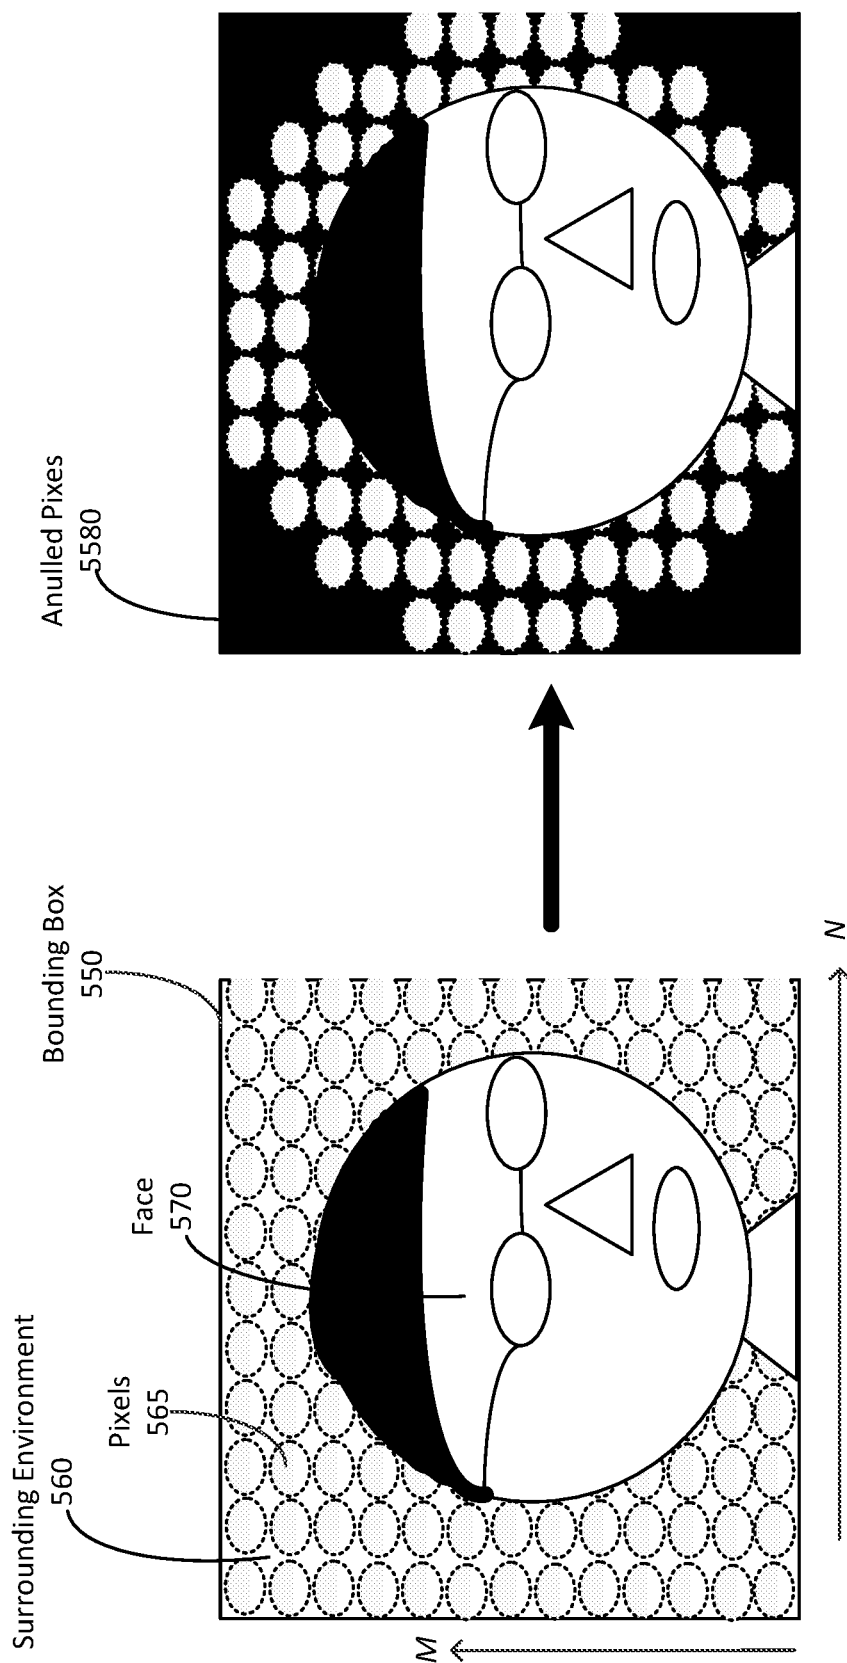 Surrounding Environment
560
Pixels
565
Face
570
Bounding Box
550
Anulled Pixes
5580
M
N